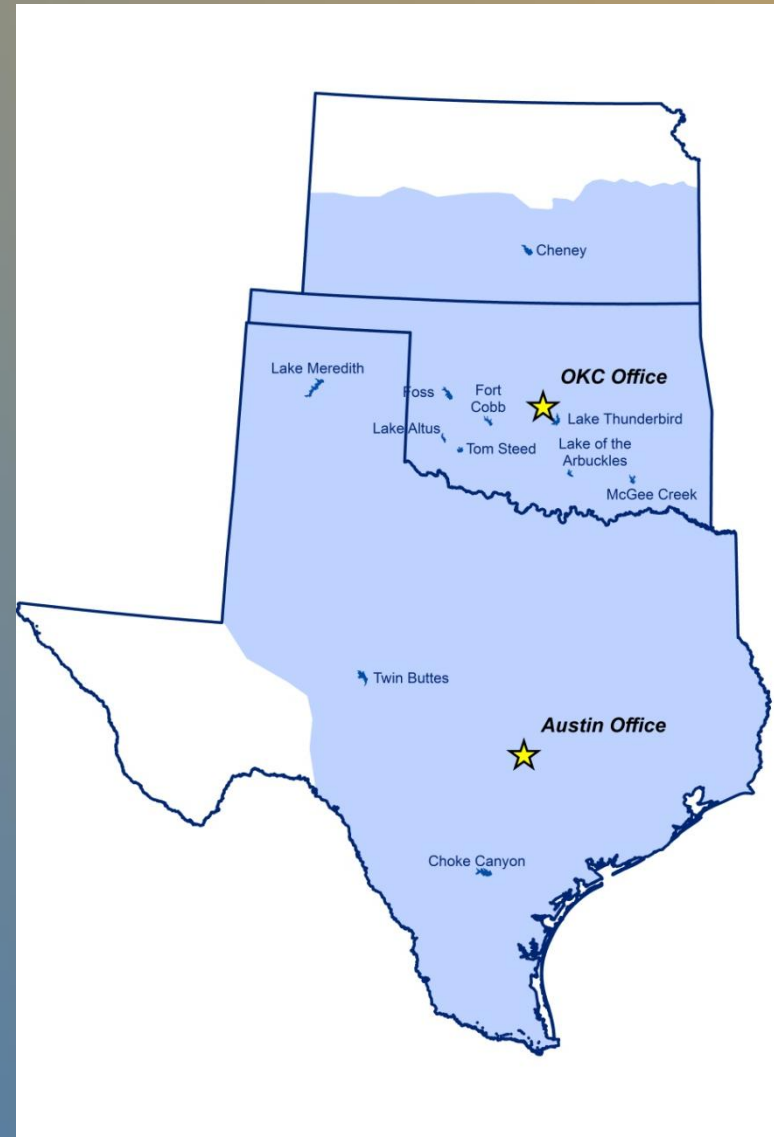 Cheney
Lake Meredith
OKC Office
Foss
Fort
Cobb
Lake Thunderbird
Lake Altus
Tom Steed
Lake of the
Arbuckles
McGee Creek
Twin Buttes
Austin Office
Choke Canyon